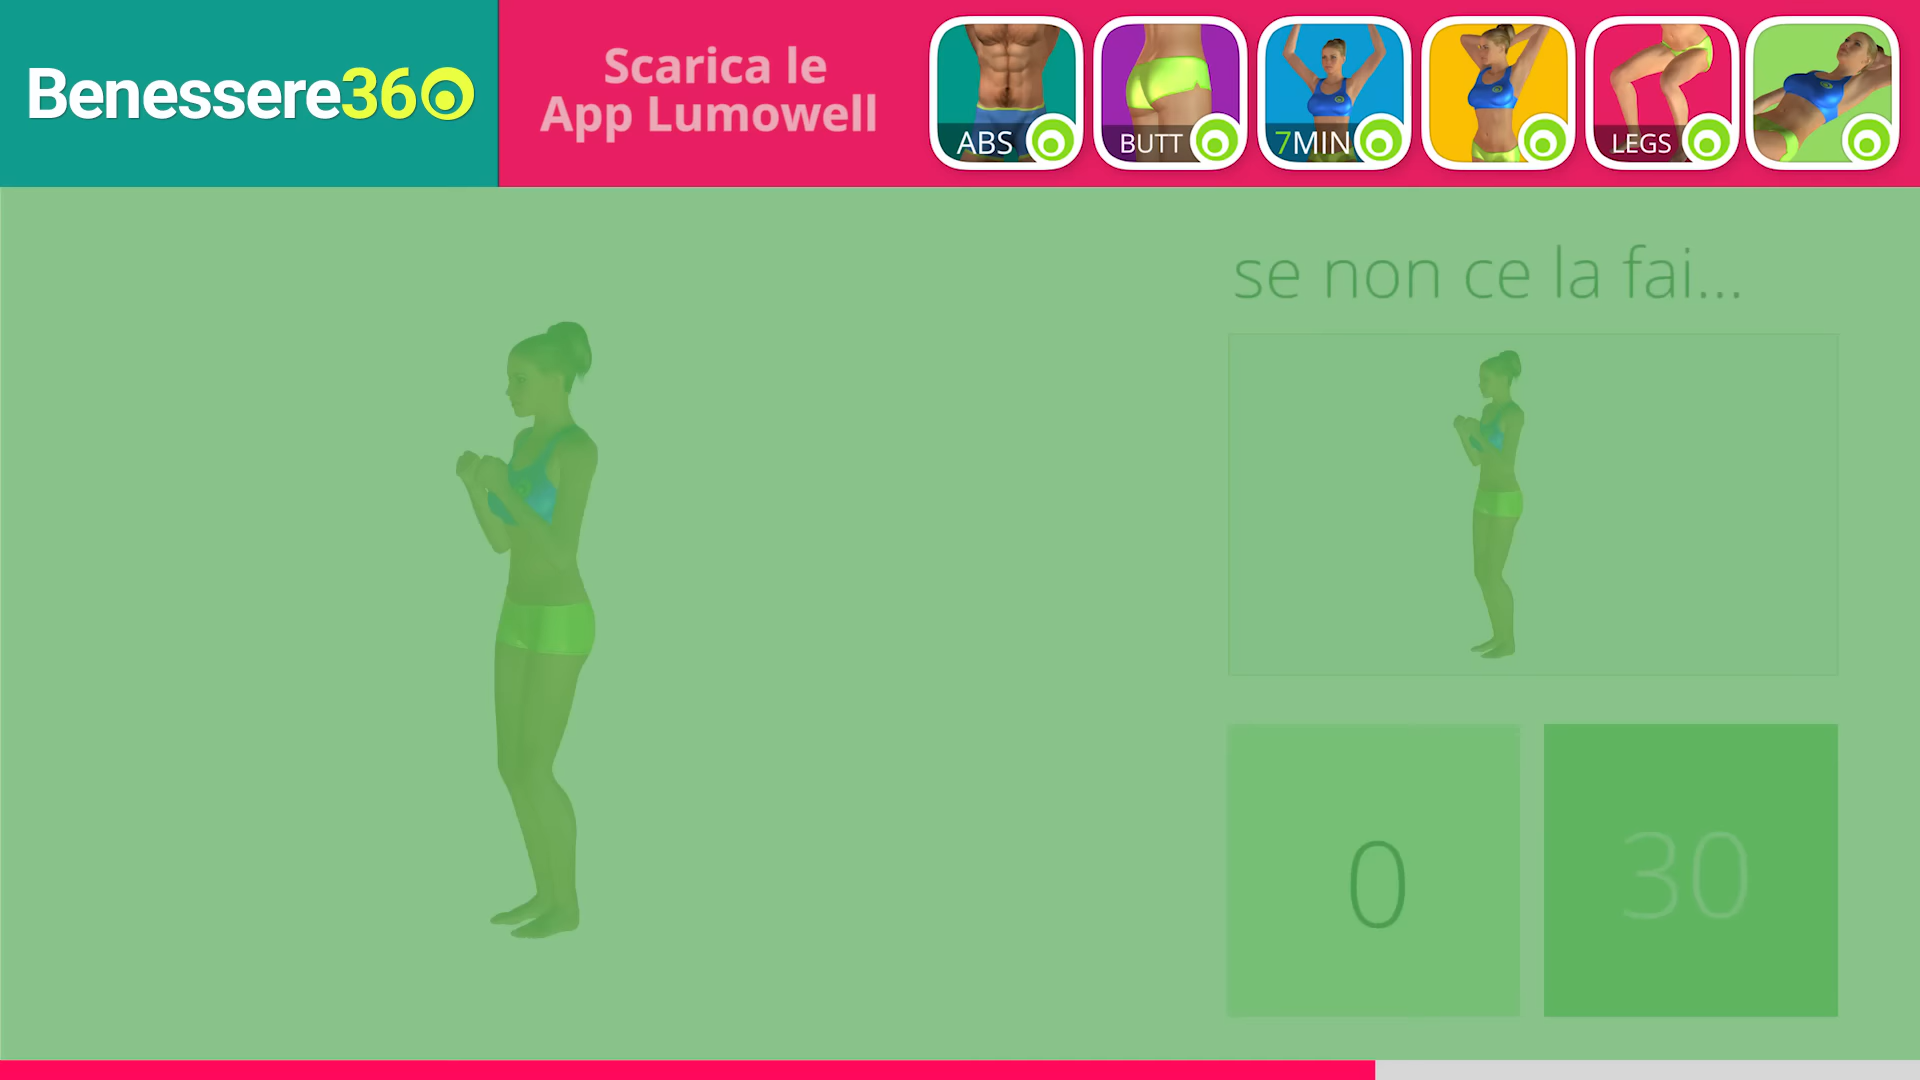 Benessere360
Scarica le
App Lumowell
ABS
BUTT
7MIN
LEGS
se non ce la fai...
0
30